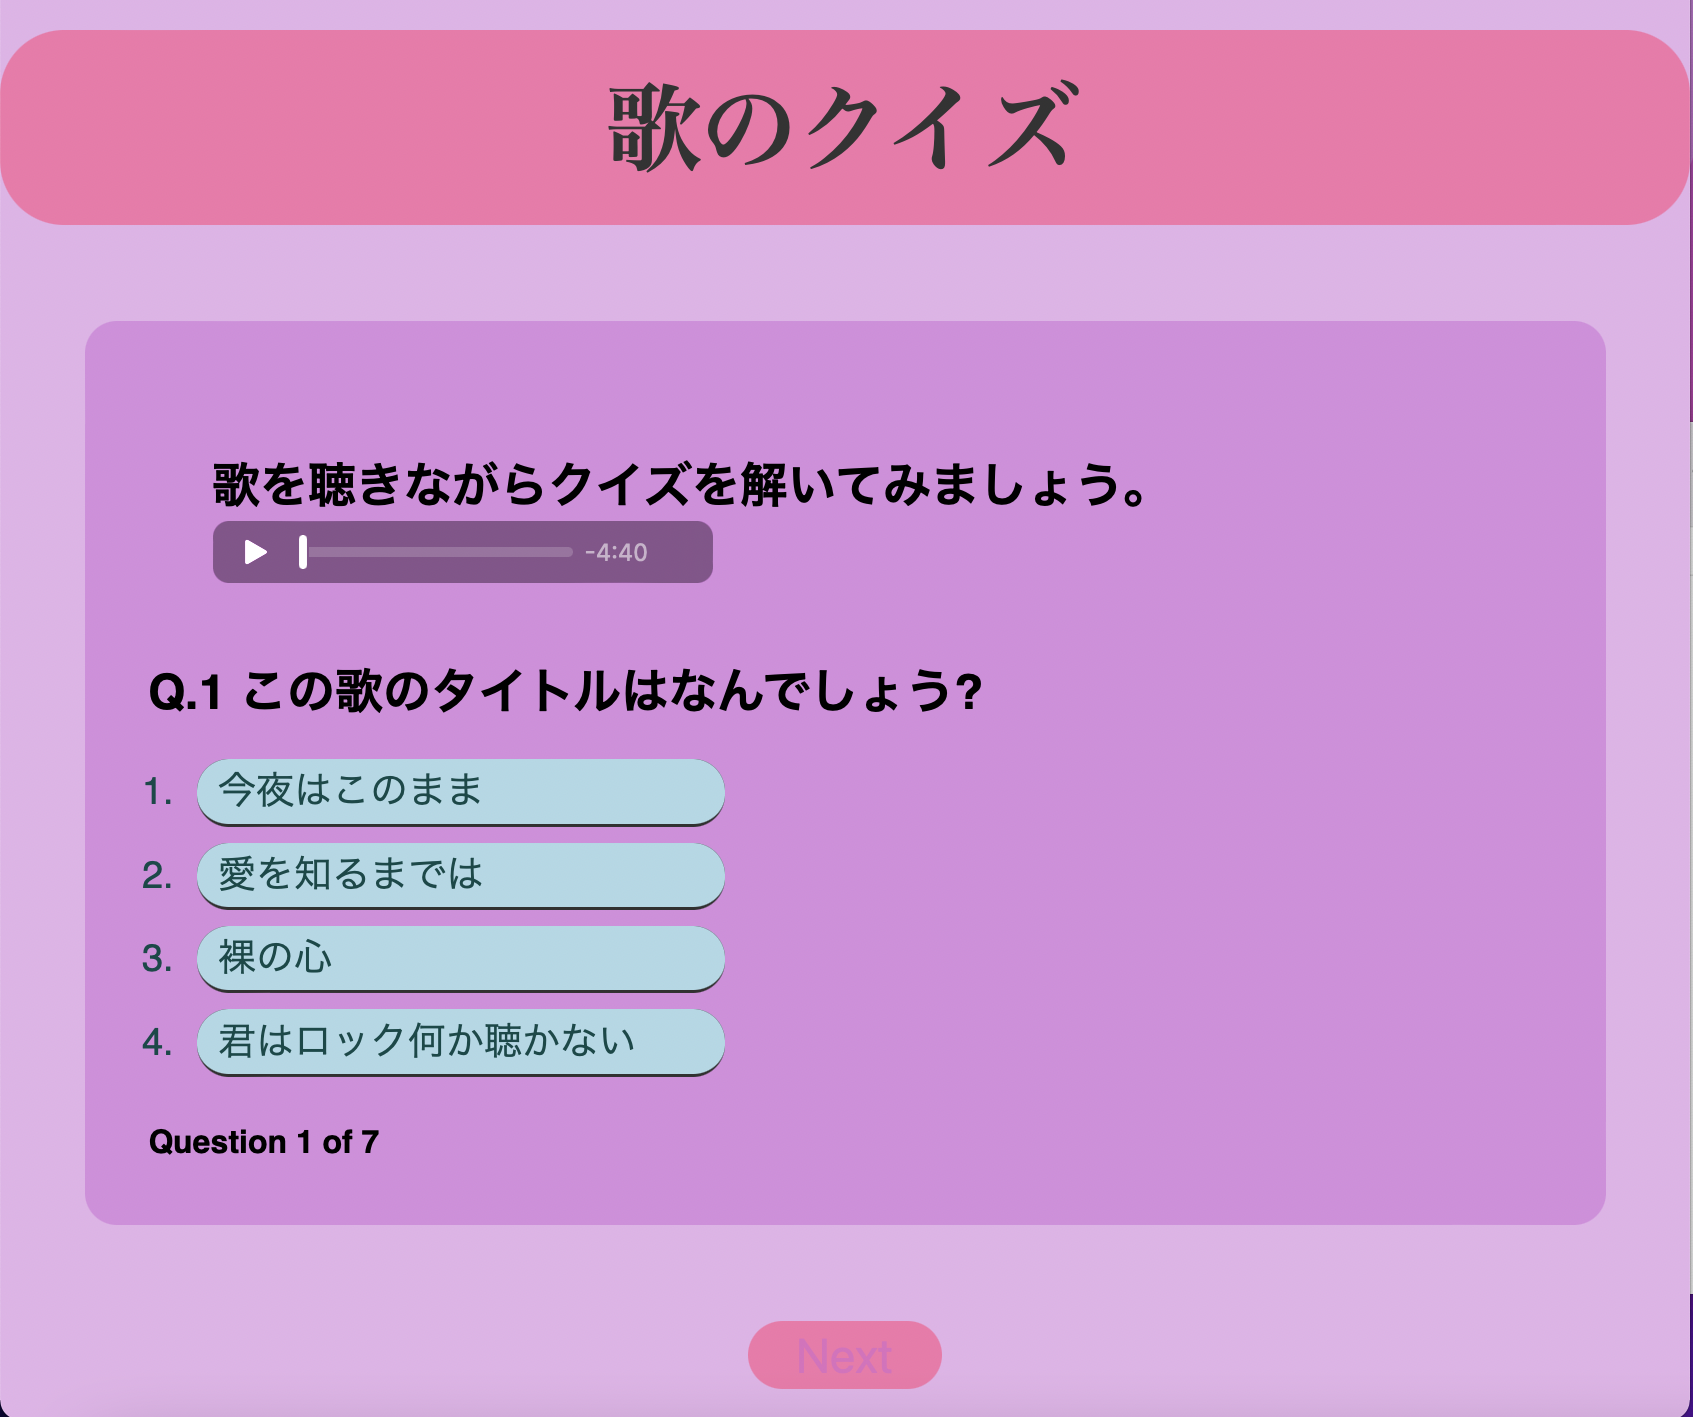 歌のクイズ
歌を聴きながらクイズを解いてみましょう。
-4:40
Q.1 この歌のタイトルはなんでしょう?
1. 今夜はこのまま
2. 愛を知るまでは
3. 裸の心
4. 君はロック何か聴かない
Question 1 of 7
Next